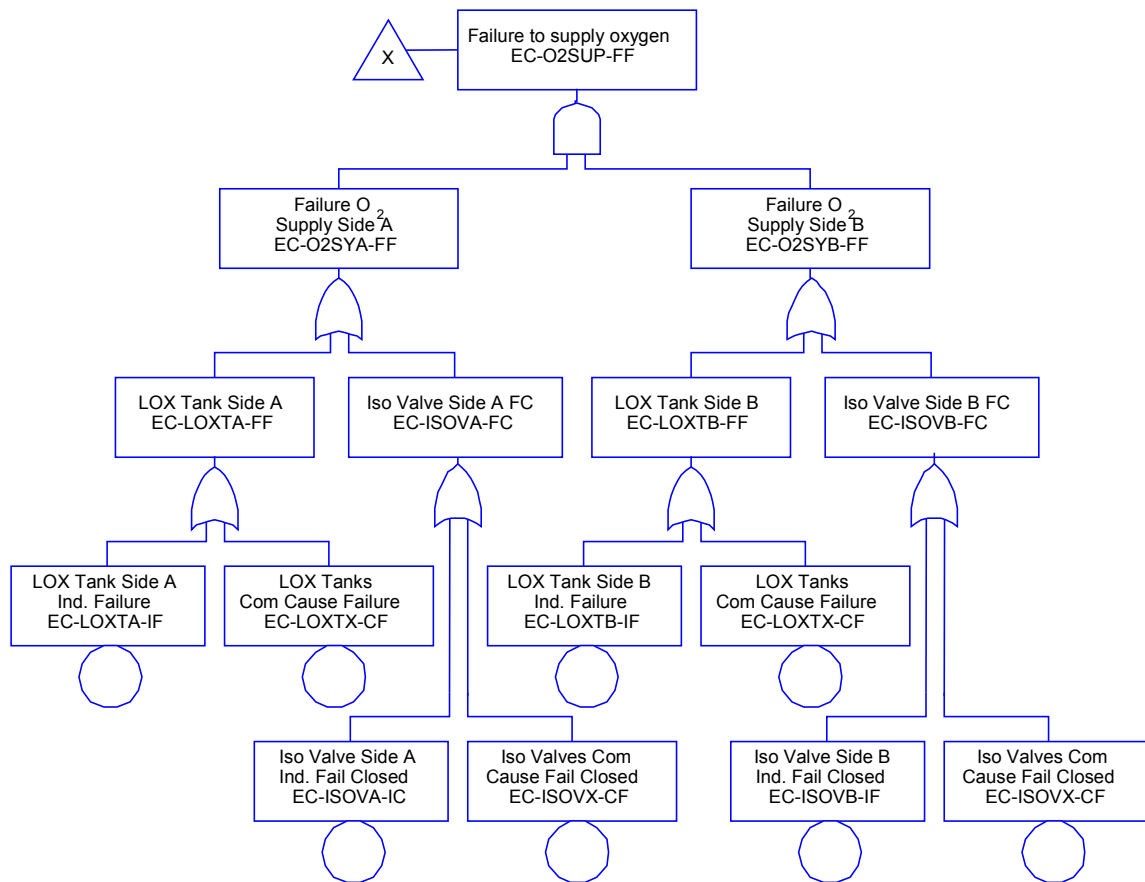 X
Failure to supply oxygen
EC-O2SUP-FF
Failure O2
Supply Side A
EC-O2SYA-FF
Failure O2
Supply Side B
EC-O2SYB-FF
LOX Tank Side A
EC-LOXTA-FF
Iso Valve Side A FC
EC-ISOVA-FC
LOX Tank Side B
EC-LOXTB-FF
Iso Valve Side B FC
EC-ISOVB-FC
LOX Tank Side A
Ind. Failure
EC-LOXTA-IF
LOX Tanks
Com Cause Failure
EC-LOXTX-CF
LOX Tank Side B
Ind. Failure
EC-LOXTB-IF
LOX Tanks
Com Cause Failure
EC-LOXTX-CF
Iso Valve Side A
Ind. Fail Closed
EC-ISOVA-IC
Iso Valves Com
Cause Fail Closed
EC-ISOVX-CF
Iso Valve Side B
Ind. Fail Closed
EC-ISOVB-IF
Iso Valves Com
Cause Fail Closed
EC-ISOVX-CF